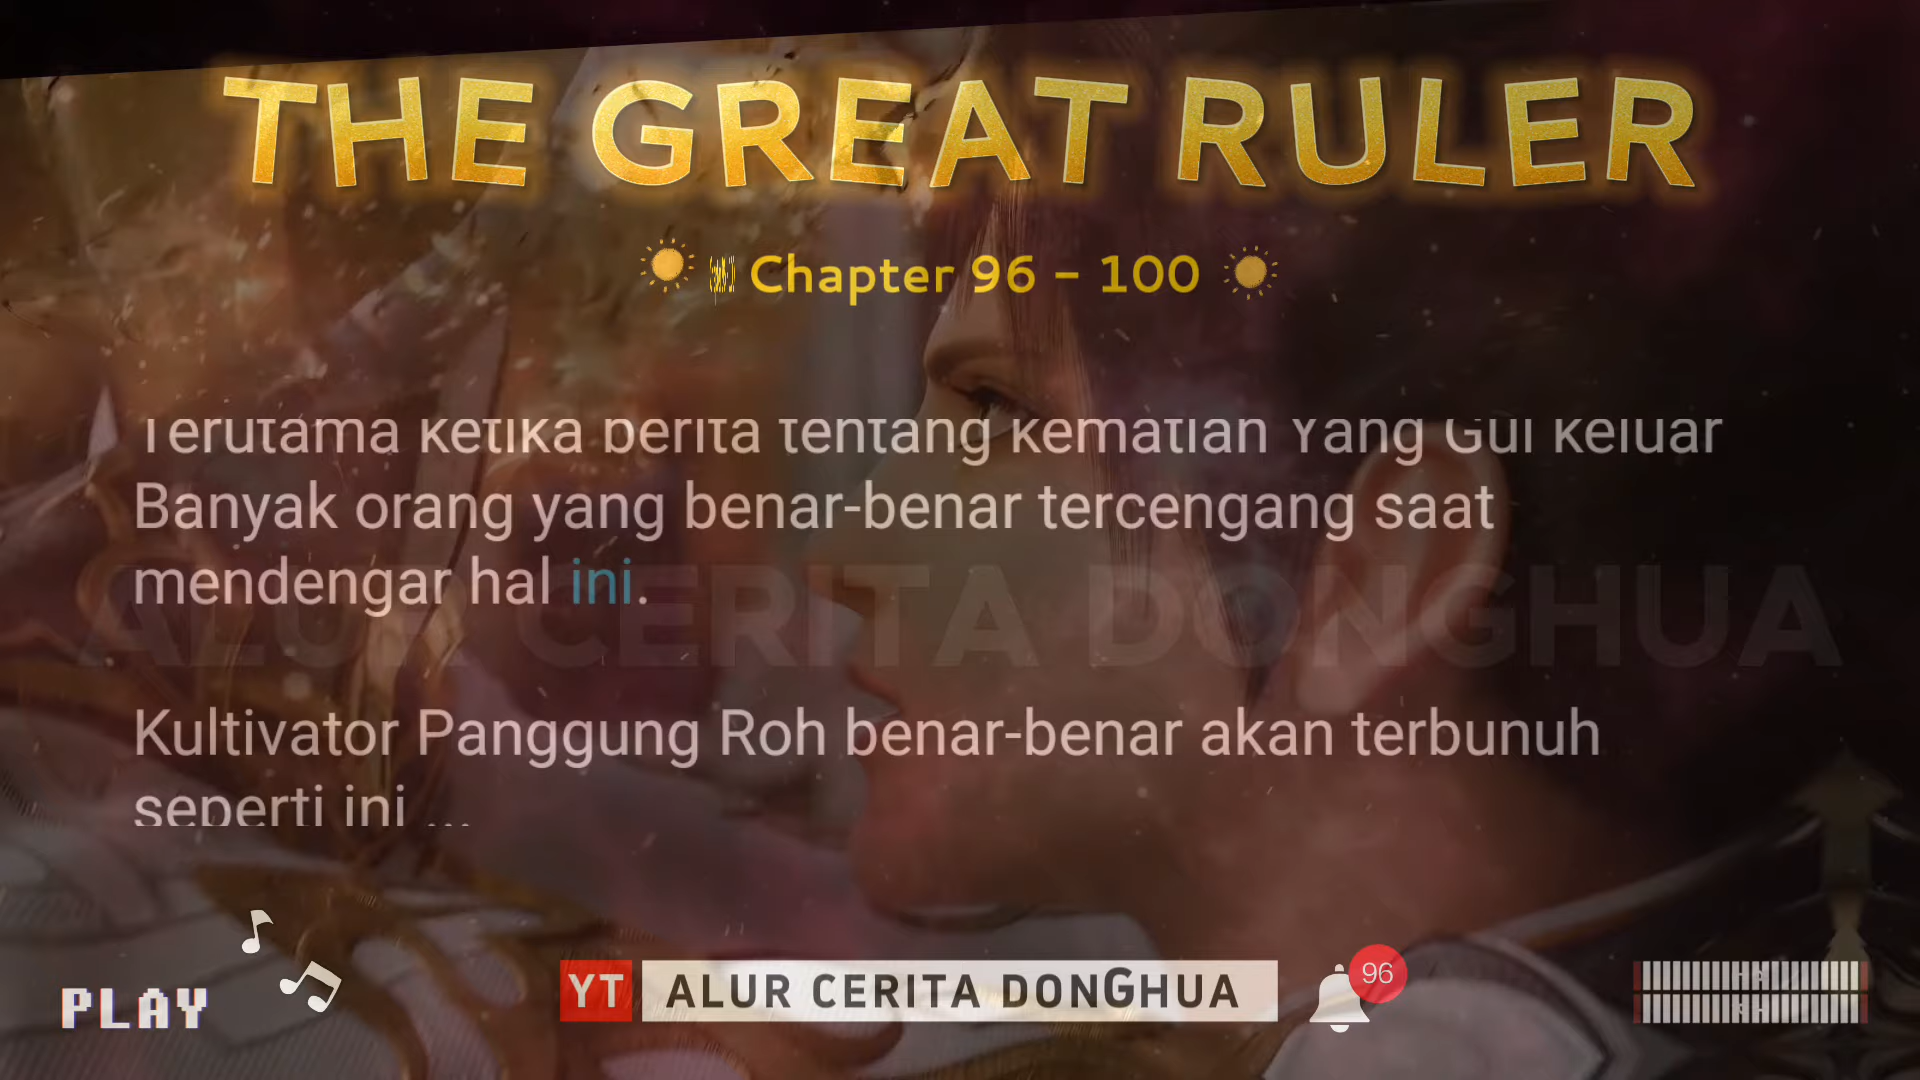 THE GREAT RULER
Chapter 96 - 100
Terutama ketika berita tentang kematian Yang Gui keluar
Banyak orang yang benar-benar tercengang saat
mendengar hal ini.
ALUR CERITA DONGHUA
Kultivator Panggung Roh benar-benar akan terbunuh
seperti ini ...
PLAY
YT ALUR CERITA DONGHUA
96